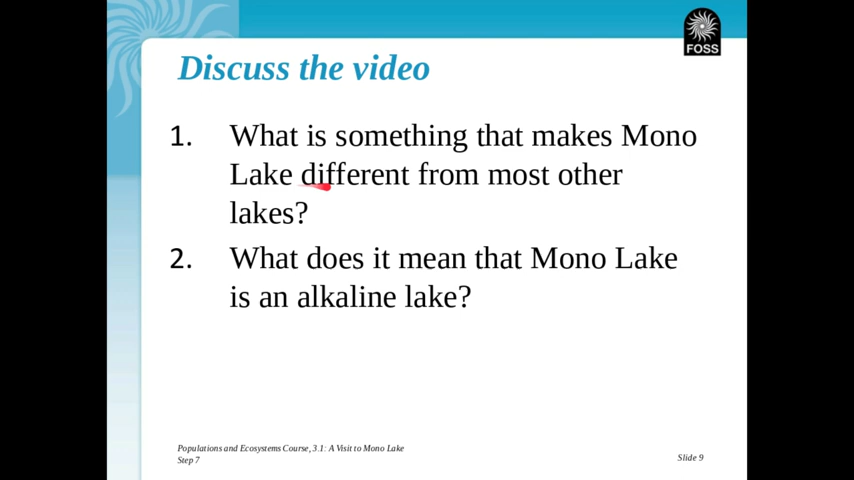 FOSS
Discuss the video
1. What is something that makes Mono
Lake different from most other
lakes?
2. What does it mean that Mono Lake
is an alkaline lake?
Populations and Ecosystems Course, 3.1: A Visit to Mono Lake
Step 7
Slide 9